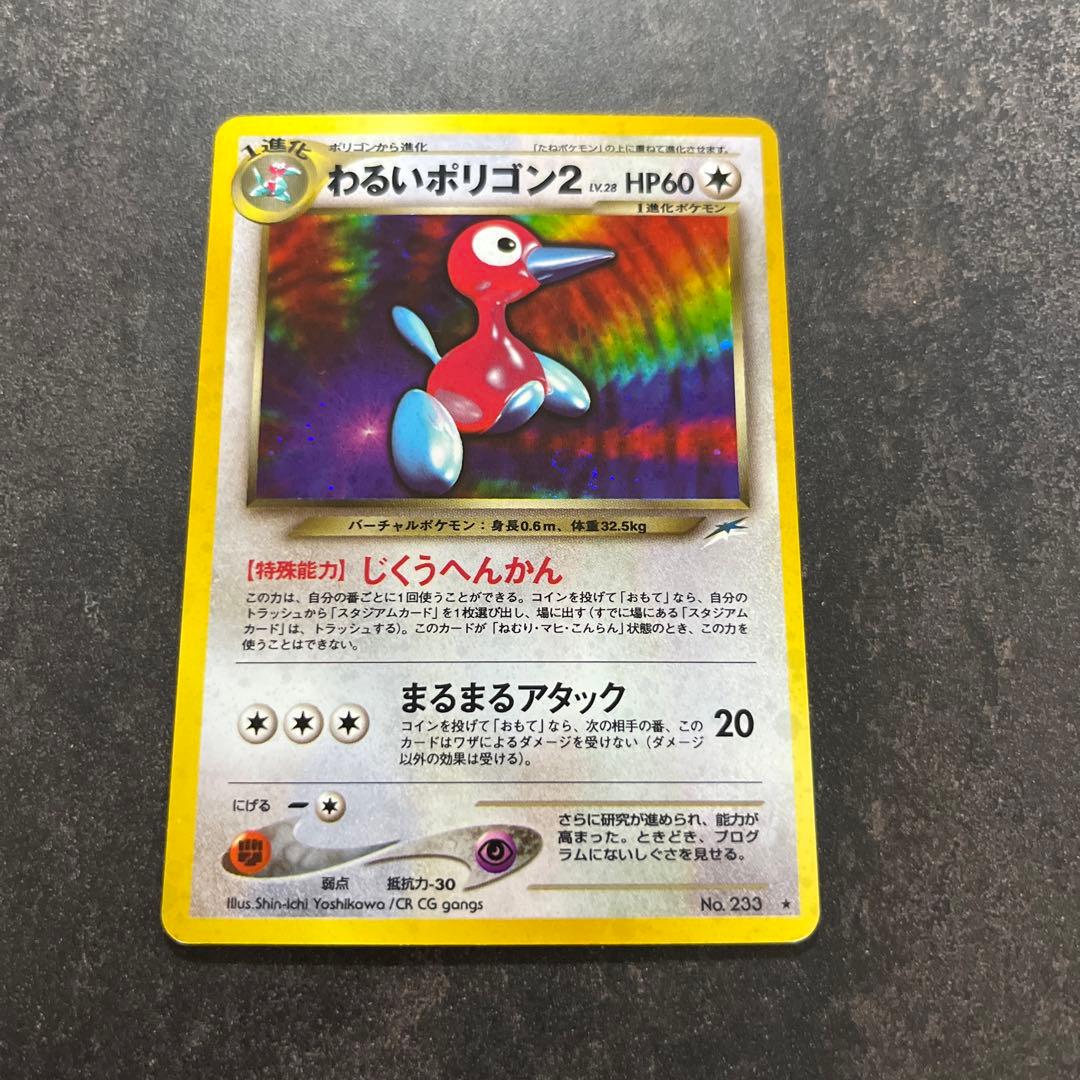 1進化
ポリゴンから進化
「たねポケモン」の上に重ねて進化させます。
わるいポリゴン2 LV.28 HP60
1進化ポケモン
バーチャルポケモン：身長0.6m、体重32.5kg
【特殊能力】じくうへんかん
この力は、自分の番ごとに1回使うことができる。コインを投げて「おもて」なら、自分の
トラッシュから「スタジアムカード」を1枚選び出し、場に出す（すでに場にある「スタジアム
カード」は、トラッシュする）。このカードが「ねむり・マヒ・こんらん」状態のとき、この力を
使うことはできない。
まるまるアタック
コインを投げて「おもて」なら、次の相手の番、この
カードはワザによるダメージを受けない（ダメージ
以外の効果は受ける）。
20
にげる
弱点
抵抗力-30
さらに研究が進められ、能力が
高まった。ときどき、プログ
ラムにないしぐさを見せる。
Illus. Shin-ichi Yoshikawa /CR CG gangs
No. 233 ★